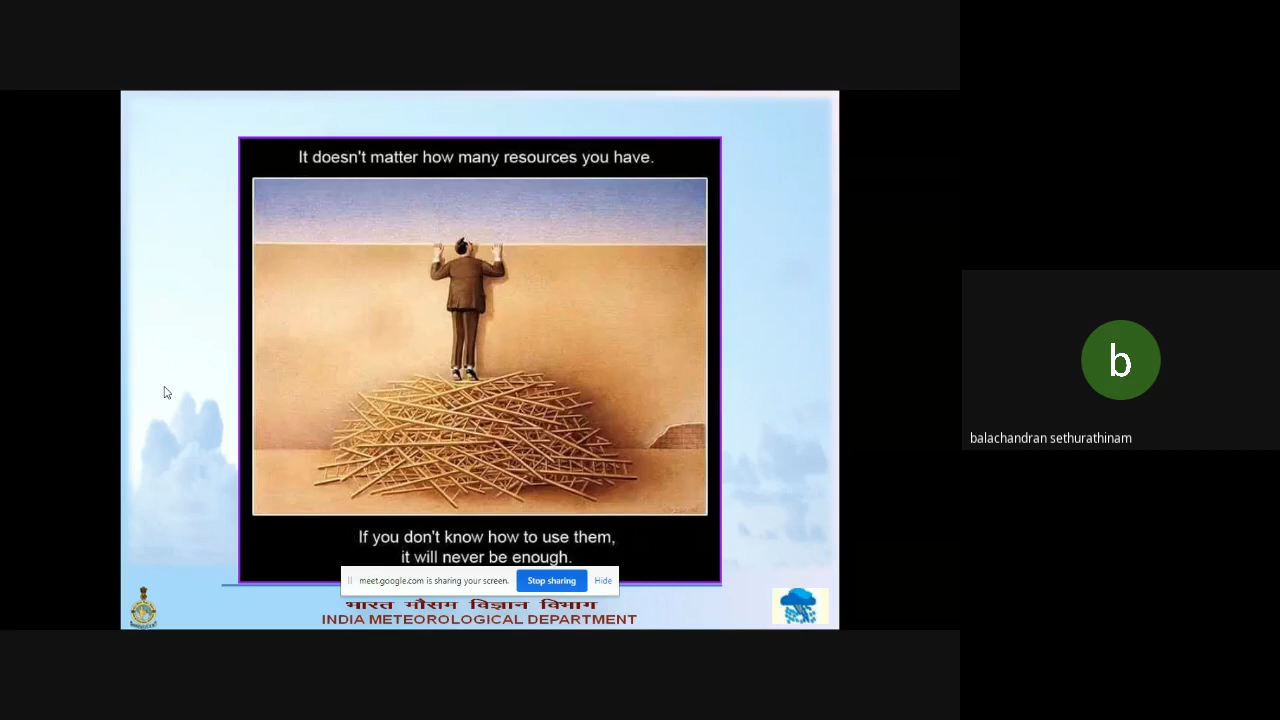 It doesn't matter how many resources you have.
If you don't know how to use them,
it will never be enough.
meet.google.com is sharing your screen. Stop sharing Hide
भारत मौसम विज्ञान विभाग
INDIA METEOROLOGICAL DEPARTMENT
b
balachandran sethurathinam